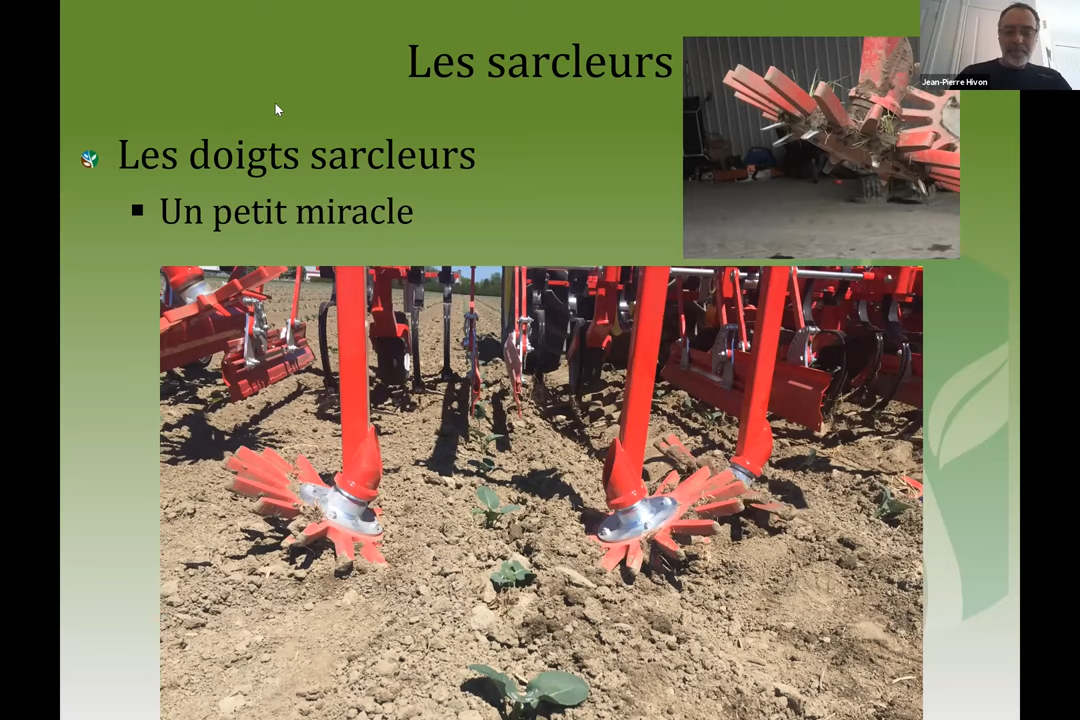 Les sarcleurs
Jean-Pierre Hivon
Les doigts sarcleurs
Un petit miracle